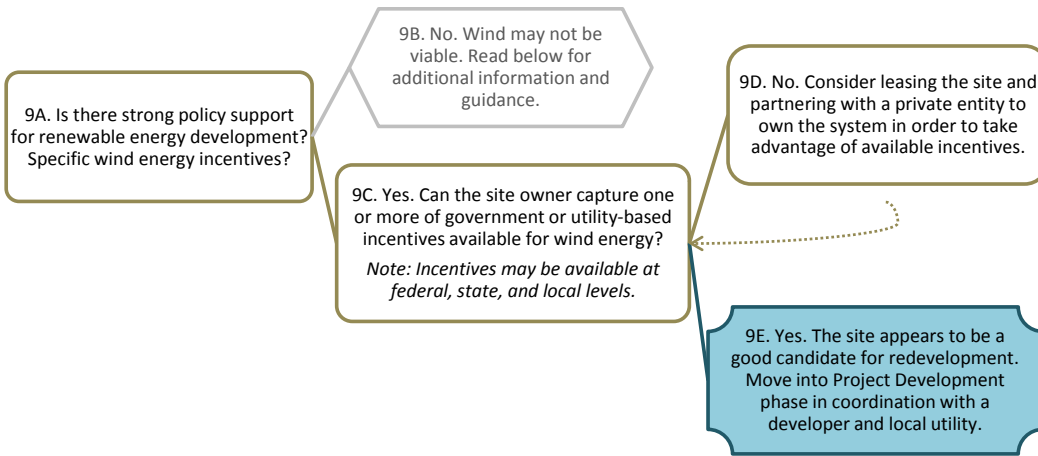 9A. Is there strong policy support
for renewable energy development?
Specific wind energy incentives?
9B. No. Wind may not be
viable. Read below for
additional information and
guidance.
9C. Yes. Can the site owner capture one
or more of government or utility-based
incentives available for wind energy?
Note: Incentives may be available at
federal, state, and local levels.
9D. No. Consider leasing the site and
partnering with a private entity to
own the system in order to take
advantage of available incentives.
9E. Yes. The site appears to be a
good candidate for redevelopment.
Move into Project Development
phase in coordination with a
developer and local utility.